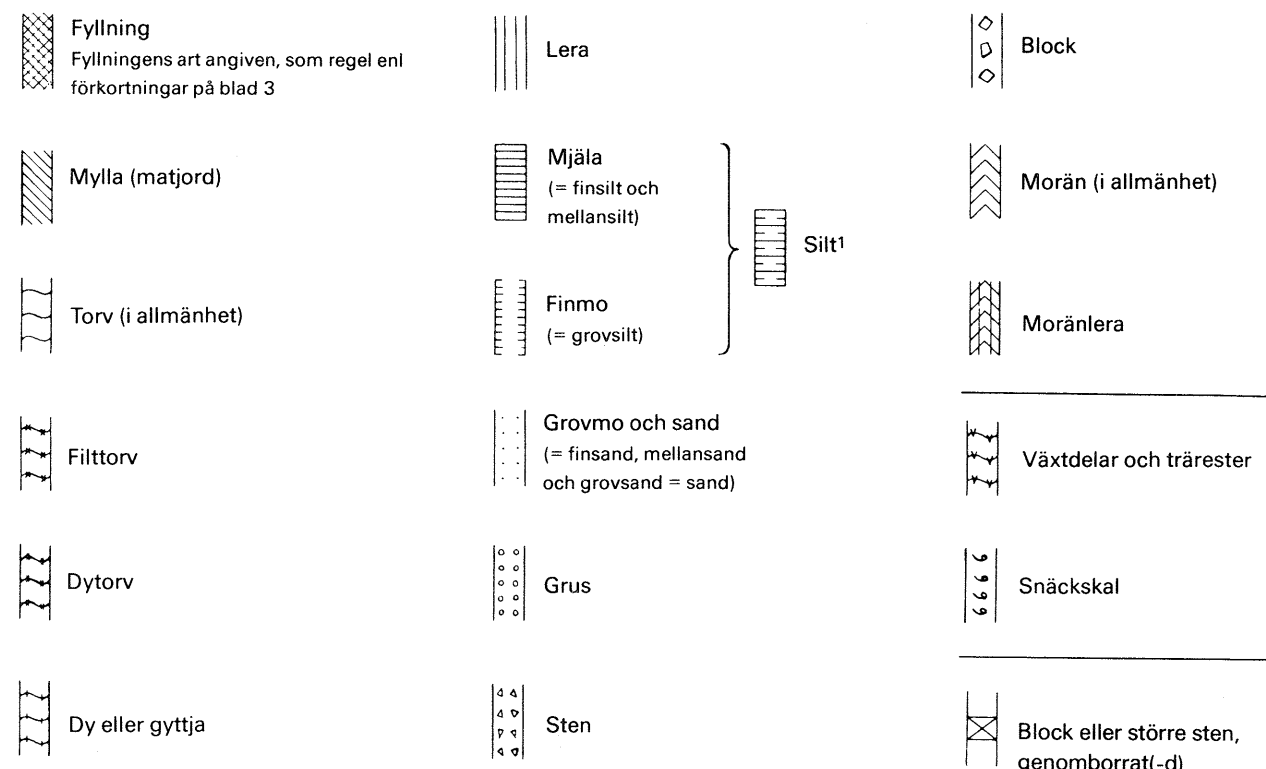 Fyllning
Fyllningens art angiven, som regel enl
förkortningar på blad 3
Mylla (matjord)
Torv (i allmänhet)
Filttorv
Dytorv
Dy eller gyttja
Lera
Mjäla
(= finsilt och
mellansilt)
Finmo
(= grovsilt)
Silt¹
Grovmo och sand
(= finsand, mellansand
och grovsand = sand)
Grus
Sten
Block
Morän (i allmänhet)
Moränlera
Växtdelar och trärester
Snäckskal
Block eller större sten,
genomborrat(-d)